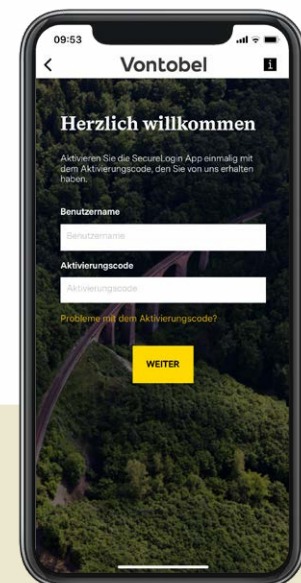 09:53
Vontobel
i
Herzlich willkommen
Aktivieren Sie die SecureLogin App einmalig mit
dem Aktivierungscode, den Sie von uns erhalten
haben.
Benutzername
Benutzername
Aktivierungscode
Aktivierungscode
Probleme mit dem Aktivierungscode?
WEITER